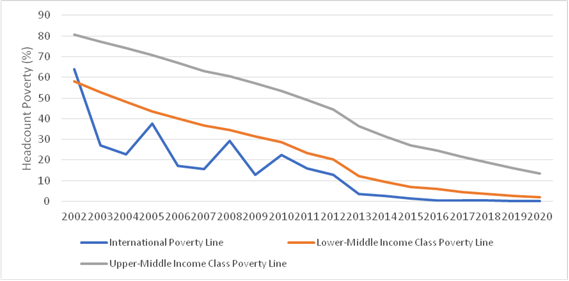 90
80
70
60
50
40
30
20
10
0
Headcount Poverty (%)
2002 2003 2004 2005 2006 2007 2008 2009 2010 2011 2012 2013 2014 2015 2016 2017 2018 2019 2020
International Poverty Line
Lower-Middle Income Class Poverty Line
Upper-Middle Income Class Poverty Line